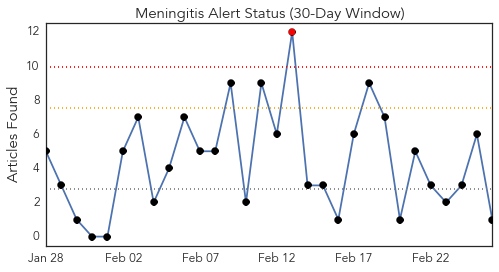 Meningitis Alert Status (30-Day Window)
Articles Found
12
10
8
6
4
2
0
Jan 28
Feb 02
Feb 07
Feb 12
Feb 17
Feb 22